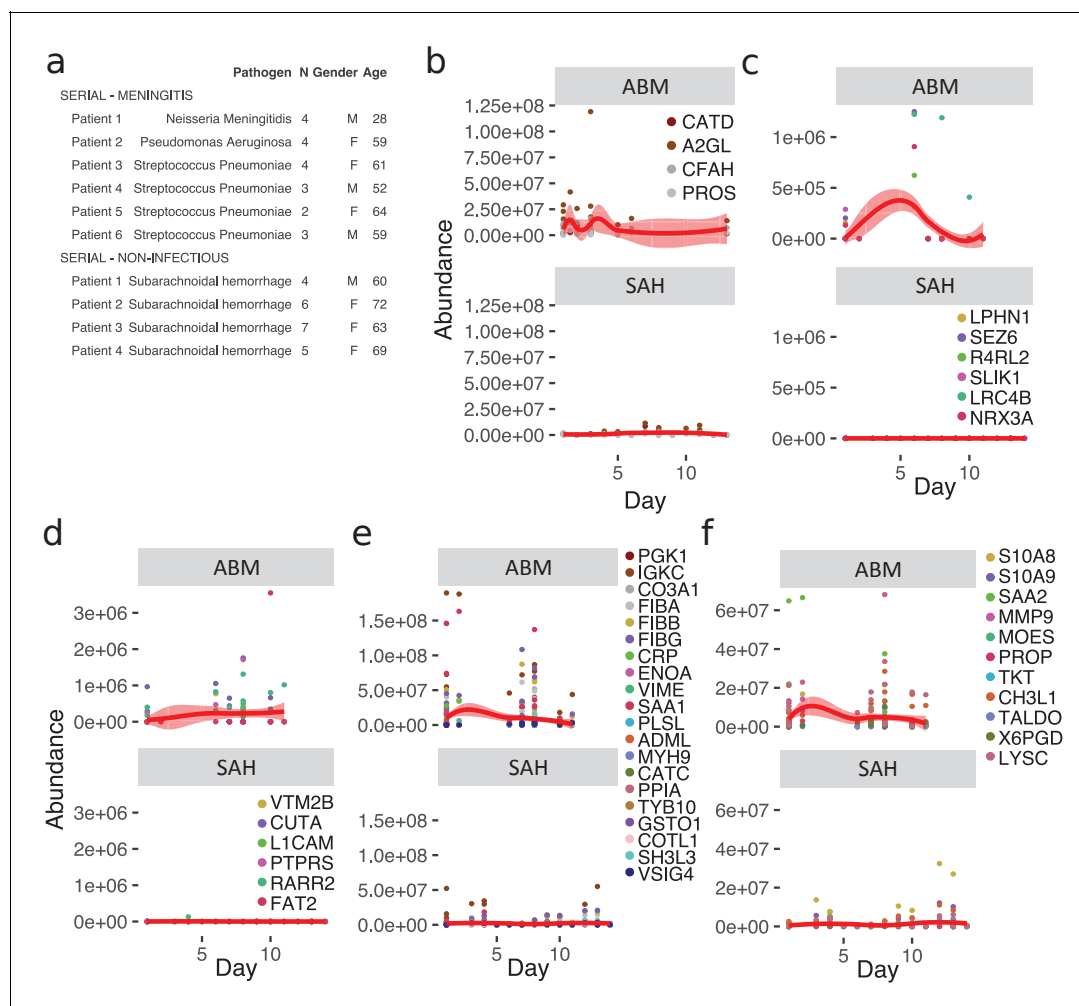 a
Pathogen N Gender Age
SERIAL - MENINGITIS
Patient 1 Neisseria Meningitidis 4 M 28
Patient 2 Pseudomonas Aeruginosa 4 F 59
Patient 3 Streptococcus Pneumoniae 4 F 61
Patient 4 Streptococcus Pneumoniae 3 M 52
Patient 5 Streptococcus Pneumoniae 2 F 64
Patient 6 Streptococcus Pneumoniae 3 M 59
SERIAL - NON-INFECTIOUS
Patient 1 Subarachnoidal hemorrhage 4 M 60
Patient 2 Subarachnoidal hemorrhage 6 F 72
Patient 3 Subarachnoidal hemorrhage 7 F 63
Patient 4 Subarachnoidal hemorrhage 5 F 69
b
ABM
1.25e+08
1.00e+08
7.50e+07
5.00e+07
2.50e+07
0.00e+00
CATD
A2GL
CFAH
PROS
SAH
1.25e+08
1.00e+08
7.50e+07
5.00e+07
2.50e+07
0.00e+00
5 10
Day
Abundance
c
ABM
1e+06
5e+05
0e+00
SAH
1e+06
5e+05
0e+00
LPHN1
SEZ6
R4RL2
SLIK1
LRC4B
NRX3A
5 10
Day
d
ABM
3e+06
2e+06
1e+06
0e+00
SAH
3e+06
2e+06
1e+06
0e+00
VTM2B
CUTA
L1CAM
PTPRS
RARR2
FAT2
5 10
Day
Abundance
e
ABM
1.5e+08
1.0e+08
5.0e+07
0.0e+00
SAH
1.5e+08
1.0e+08
5.0e+07
0.0e+00
5 10
Day
PGK1
IGKC
CO3A1
FIBA
FIBB
FIBG
CRP
ENOA
VIME
SAA1
PLSL
ADML
MYH9
CATC
PPIA
TYB10
GSTO1
COTL1
SH3L3
VSIG4
f
ABM
6e+07
4e+07
2e+07
0e+00
SAH
6e+07
4e+07
2e+07
0e+00
5 10
Day
S10A8
S10A9
SAA2
MMP9
MOES
PROP
TKT
CH3L1
TALDO
X6PGD
LYSC